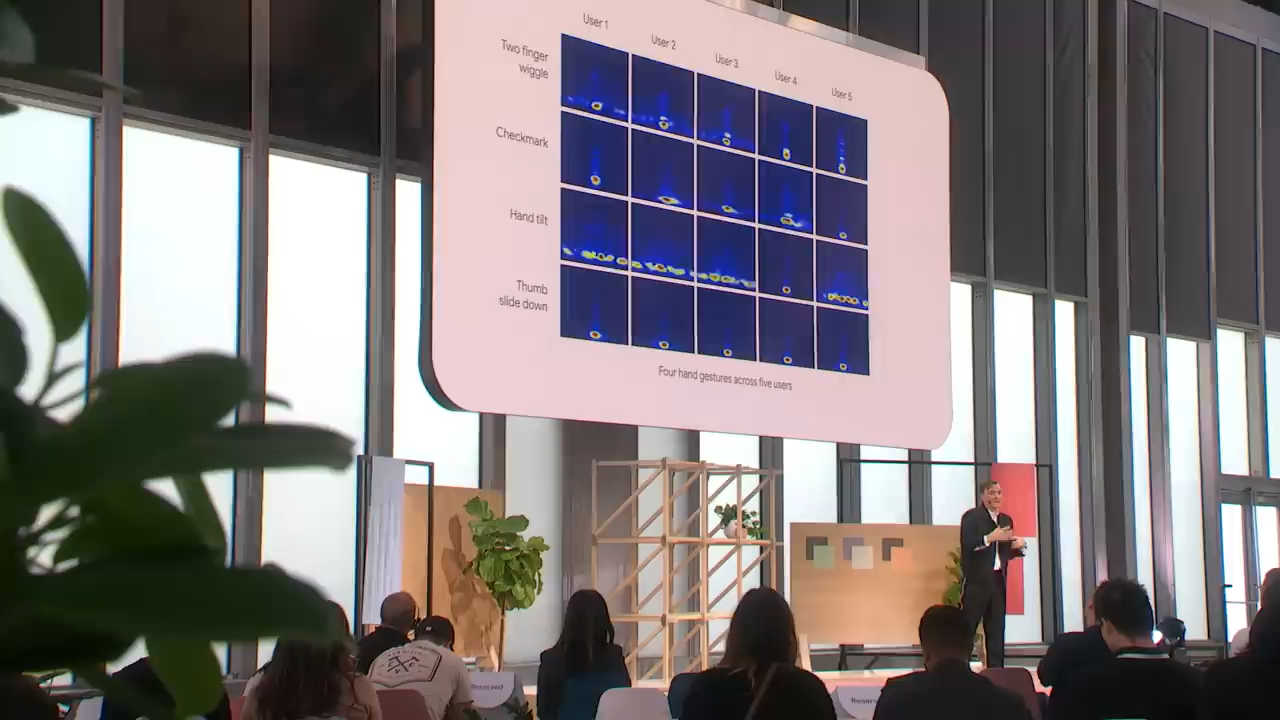 User 1
User 2
User 3
User 4
User 5
Two finger
wiggle
Checkmark
Hand tilt
Thumb
slide down
Four hand gestures across five users